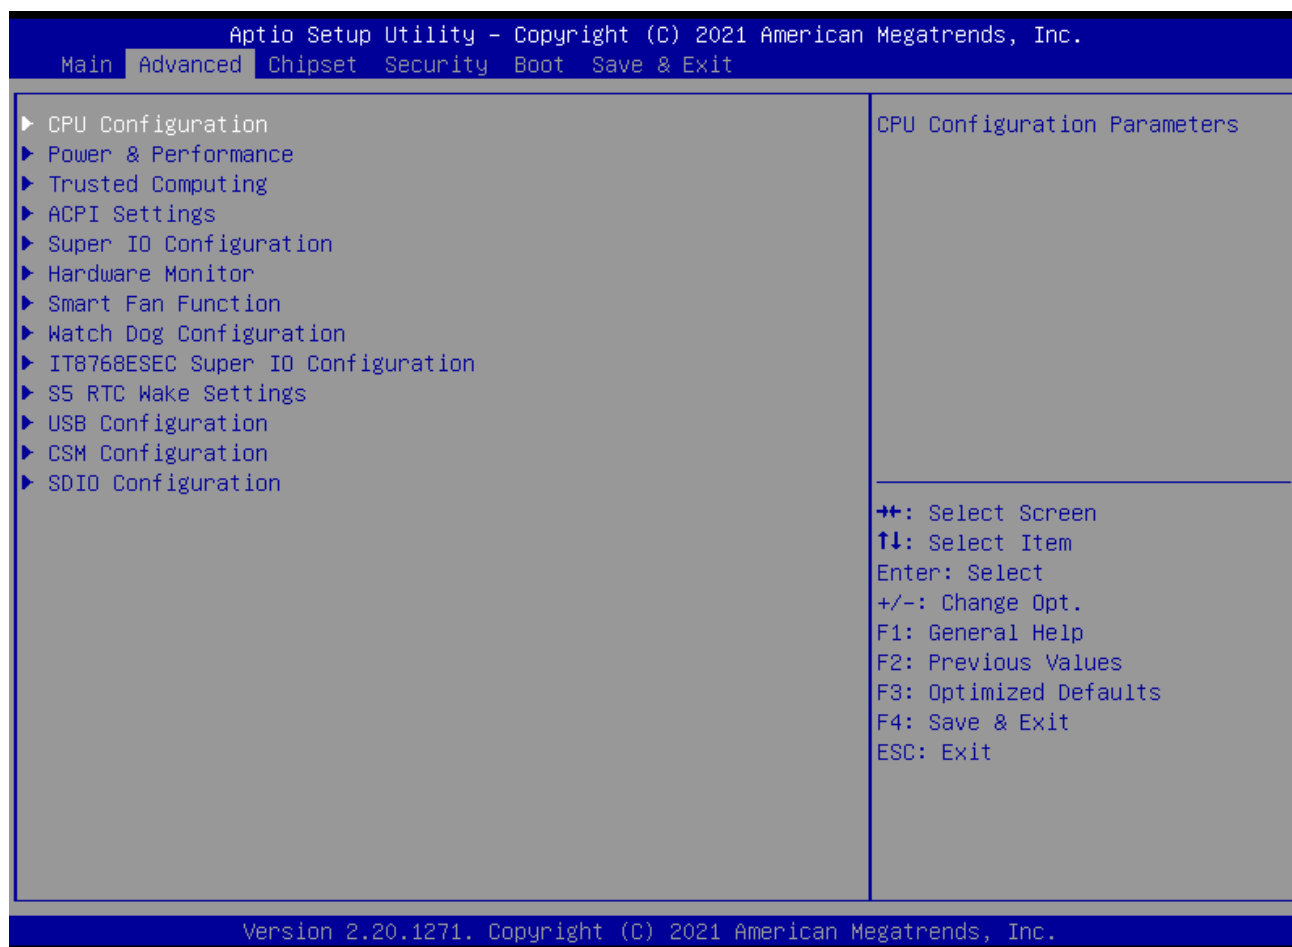 Aptio Setup Utility – Copyright (C) 2021 American Megatrends, Inc.
Main Advanced Chipset Security Boot Save & Exit
▶ CPU Configuration
▶ Power & Performance
▶ Trusted Computing
▶ ACPI Settings
▶ Super IO Configuration
▶ Hardware Monitor
▶ Smart Fan Function
▶ Watch Dog Configuration
▶ IT8768ESEC Super IO Configuration
▶ S5 RTC Wake Settings
▶ USB Configuration
▶ CSM Configuration
▶ SDIO Configuration
CPU Configuration Parameters
→←: Select Screen
↑↓: Select Item
Enter: Select
+/-: Change Opt.
F1: General Help
F2: Previous Values
F3: Optimized Defaults
F4: Save & Exit
ESC: Exit
Version 2.20.1271. Copyright (C) 2021 American Megatrends, Inc.